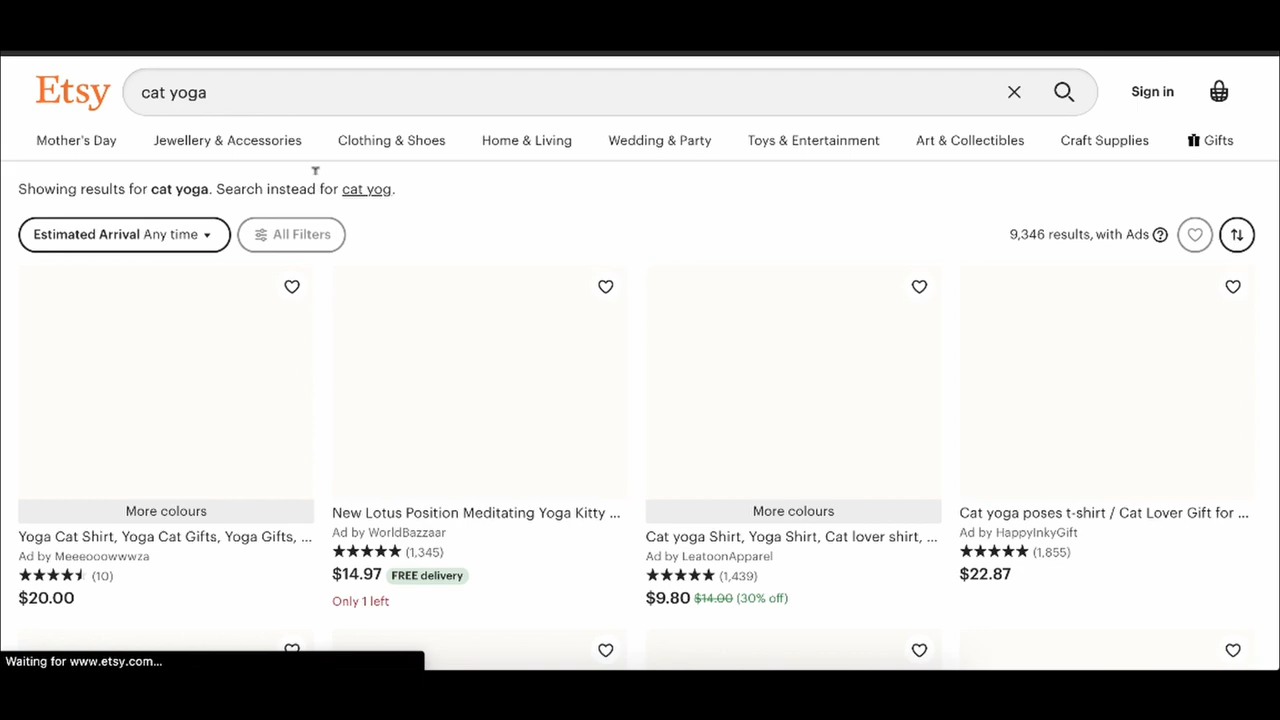 Etsy
cat yoga
Sign in
Mother's Day Jewellery & Accessories Clothing & Shoes Home & Living Wedding & Party Toys & Entertainment Art & Collectibles Craft Supplies Gifts
Showing results for cat yoga. Search instead for cat yog.
Estimated Arrival Any time All Filters 9,346 results, with Ads
More colours
Yoga Cat Shirt, Yoga Cat Gifts, Yoga Gifts, ...
Ad by Meeeooowwwza
(10)
$20.00
New Lotus Position Meditating Yoga Kitty ...
Ad by WorldBazzaar
(1,345)
$14.97 FREE delivery
Only 1 left
More colours
Cat yoga Shirt, Yoga Shirt, Cat lover shirt, ...
Ad by LeatoonApparel
(1,439)
$9.80 $14.00 (30% off)
Cat yoga poses t-shirt / Cat Lover Gift for ...
Ad by HappyInkyGift
(1,855)
$22.87
Waiting for www.etsy.com...